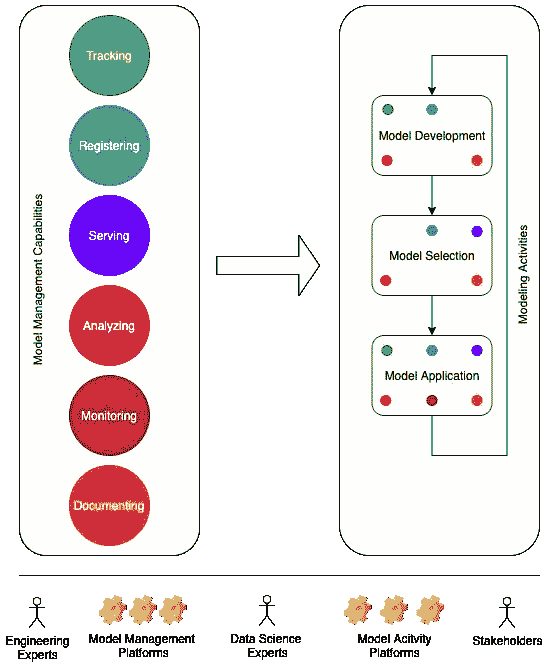 Tracking
Registering
Serving
Analyzing
Monitoring
Documenting
Model Management Capabilities
Model Development
Model Selection
Model Application
Modeling Activities
Engineering
Experts
Model Management
Platforms
Data Science
Experts
Model Acitvity
Platforms
Stakeholders